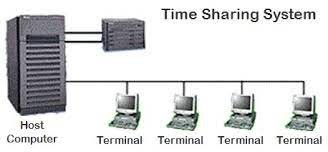 Time Sharing System
Host
Computer
Terminal Terminal Terminal Terminal